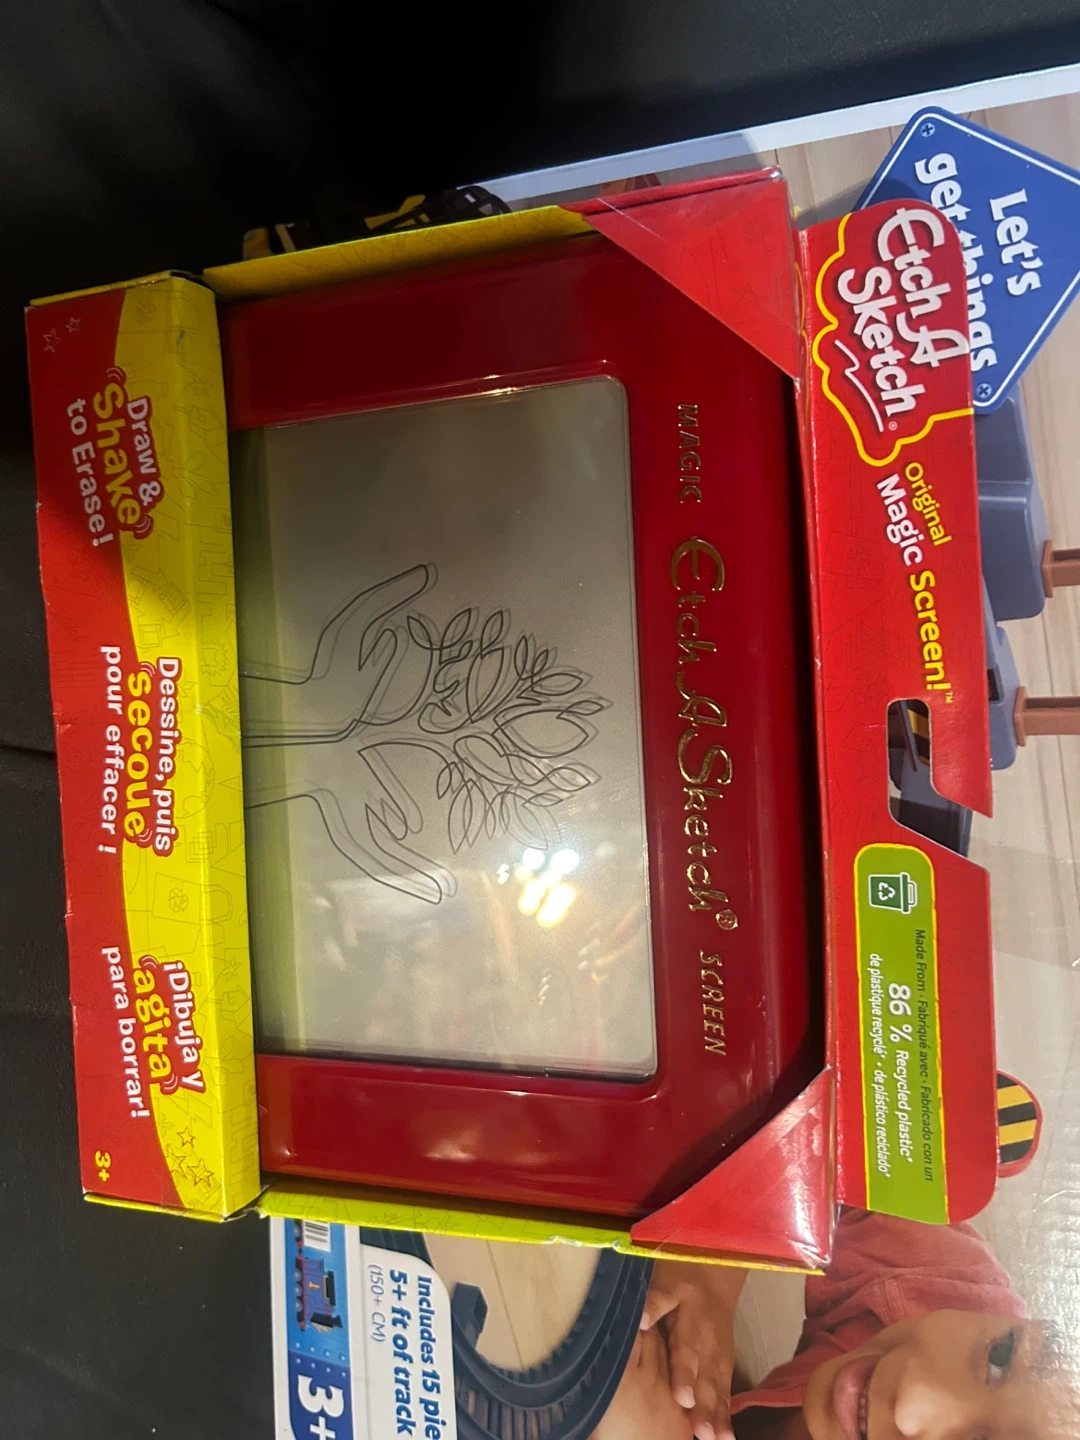 Let's
get things
Etch A
Sketch®
Original
Magic Screen!™
Made From · Fabriqué avec · Fabricado con un
86 % Recycled plastic*
de plastique recyclé* · de plástico reciclado*
MAGIC Etch A Sketch® SCREEN
Draw &
Shake
to Erase!
Dessine, puis
secoue
pour effacer !
¡Dibuja y
agita
para borrar!
3+
Includes 15 pie
5+ ft of track
(150+ CM)
3+